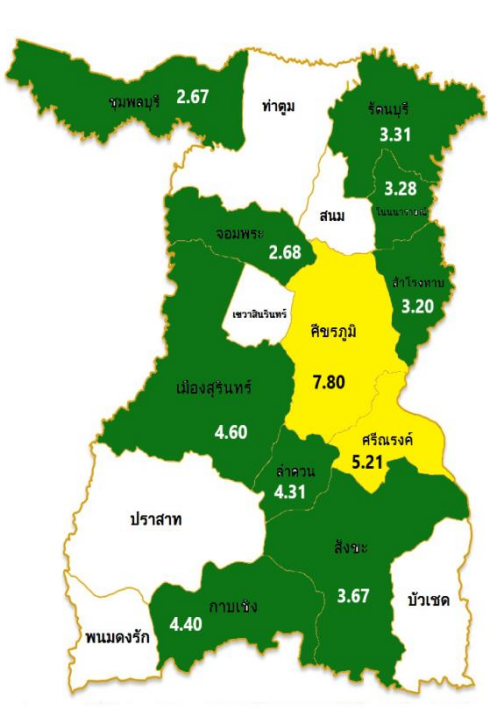 ชุมพลบุรี 2.67
ท่าตูม
รัตนบุรี
3.31
3.28
โนนนารายณ์
สนม
จอมพระ
2.68
สำโรงทาบ
3.20
เขวาสินรินทร์
ศีขรภูมิ
7.80
เมืองสุรินทร์
4.60
ศรีณรงค์
5.21
ลำดวน
4.31
ปราสาท
สังขะ
3.67
บัวเชด
กาบเชิง
4.40
พนมดงรัก